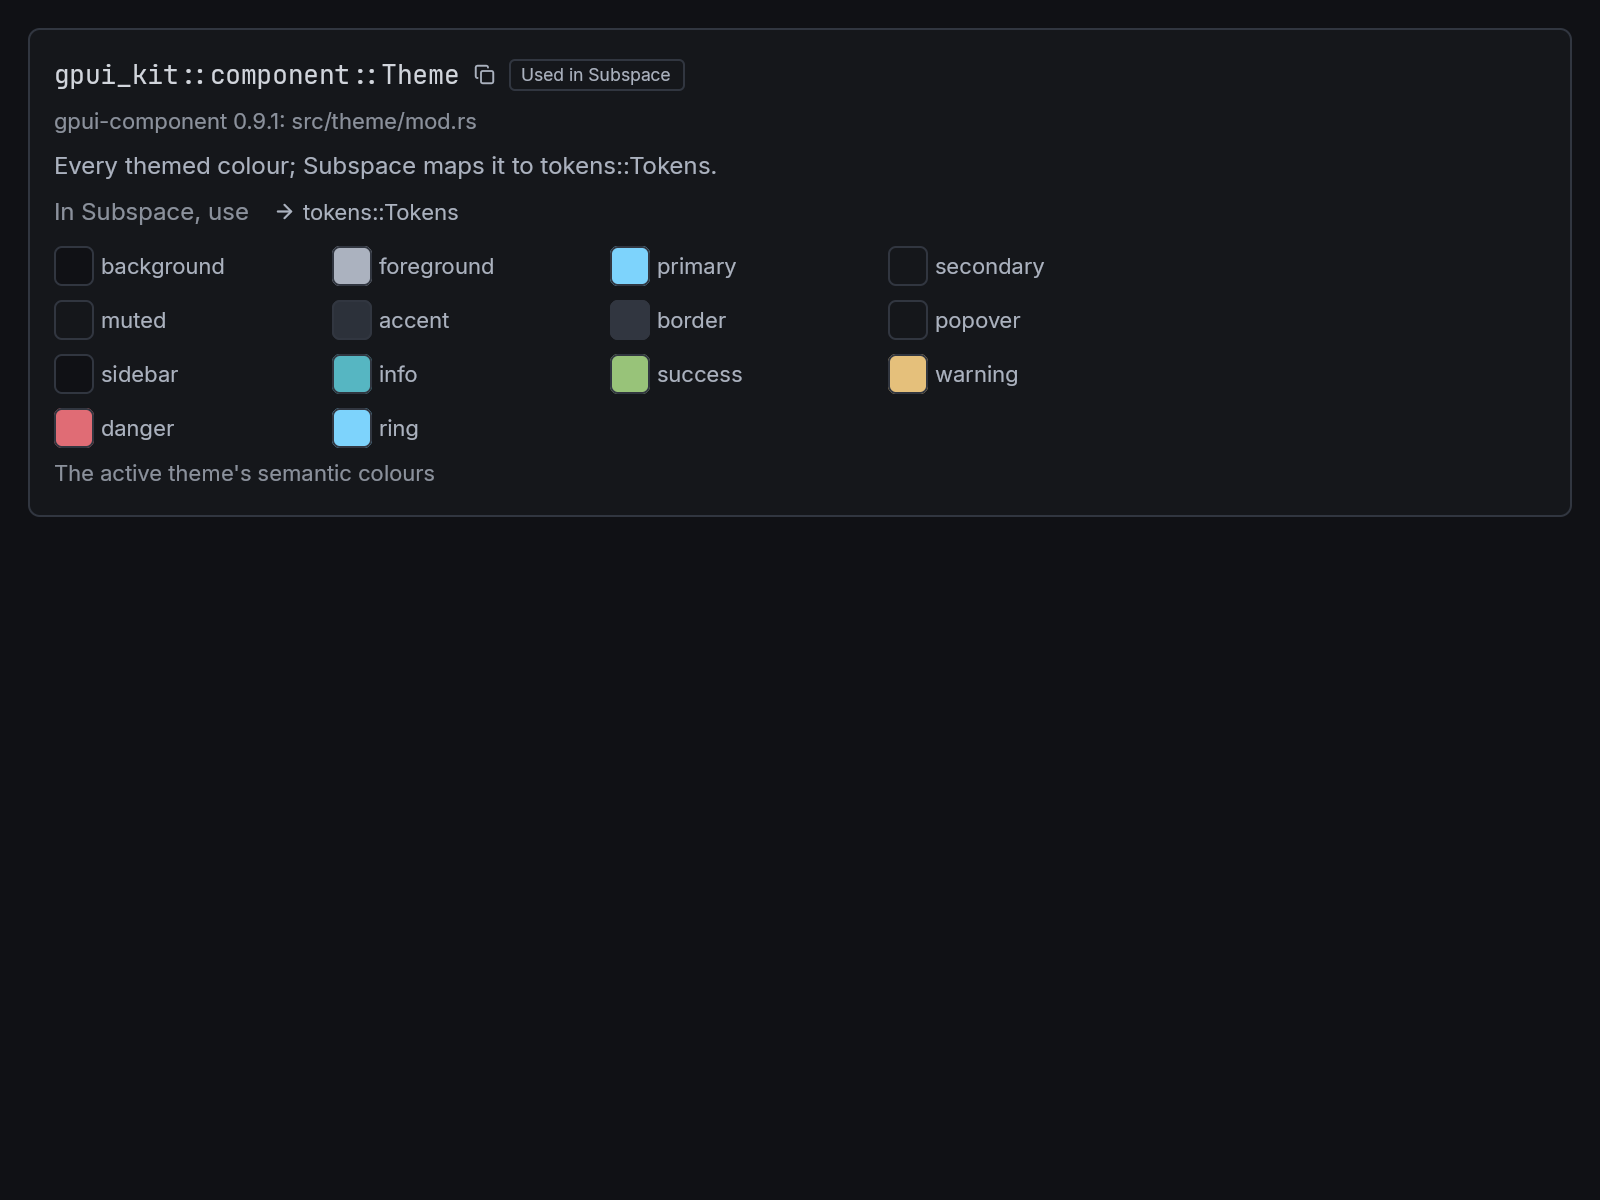 gpui_kit::component::Theme Used in Subspace
gpui-component 0.9.1: src/theme/mod.rs
Every themed colour; Subspace maps it to tokens::Tokens.
In Subspace, use → tokens::Tokens
background foreground primary secondary
muted accent border popover
sidebar info success warning
danger ring
The active theme's semantic colours